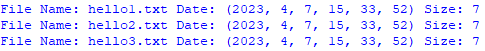 File Name: hello1.txt Date: (2023, 4, 7, 15, 33, 52) Size: 7
File Name: hello2.txt Date: (2023, 4, 7, 15, 33, 52) Size: 7
File Name: hello3.txt Date: (2023, 4, 7, 15, 33, 52) Size: 7